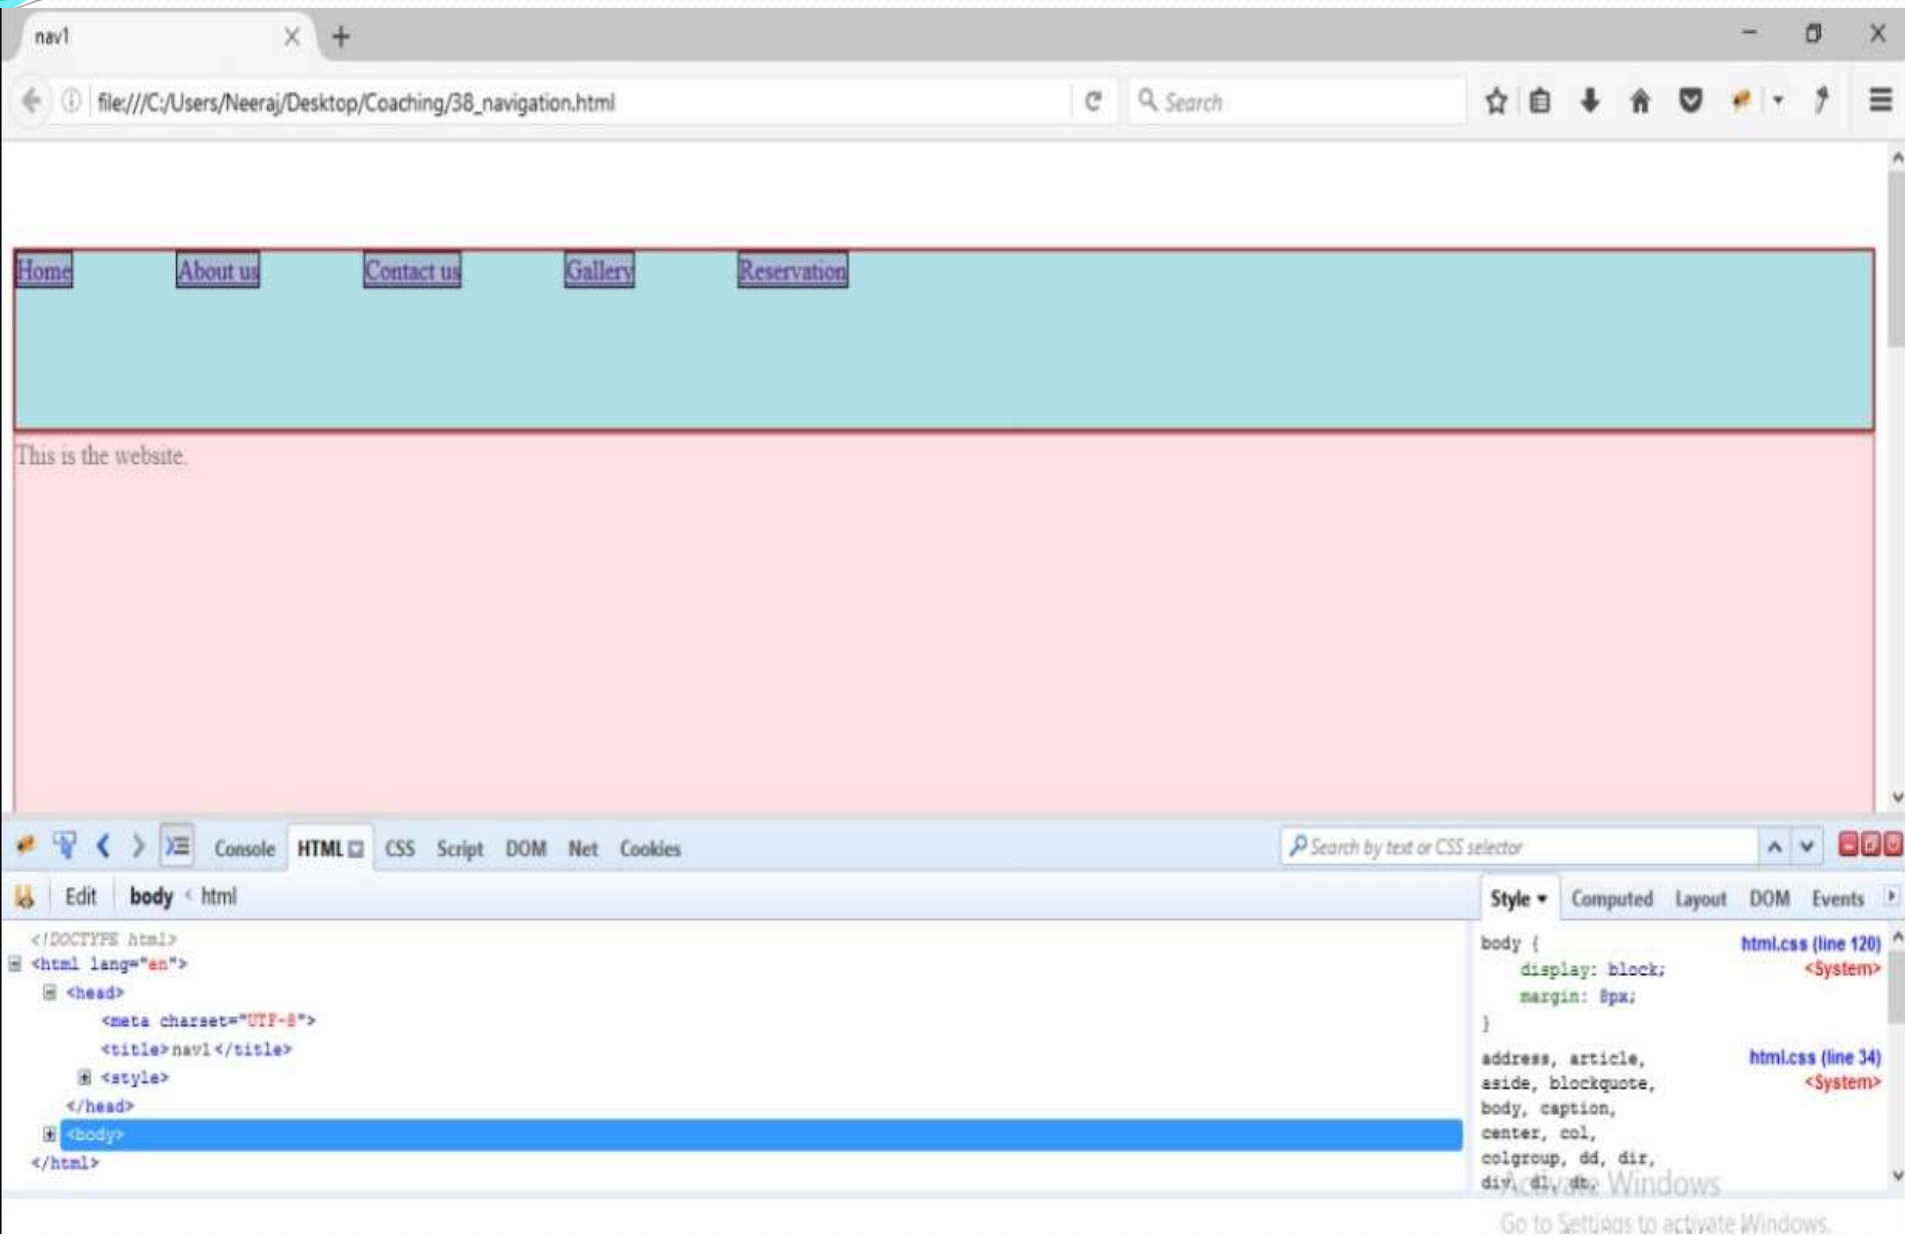 nav1
file:///C:/Users/Neeraj/Desktop/Coaching/38_navigation.html
Search
Home About us Contact us Gallery Reservation
This is the website.
Console HTML CSS Script DOM Net Cookies
Search by text or CSS selector
Edit body < html
Style Computed Layout DOM Events
<!DOCTYPE html>
<html lang="en">
<head>
<meta charset="UTF-8">
<title>nav1</title>
<style>
</head>
<body>
</html>
body { html.css (line 120)
display: block; <System>
margin: 8px;
}
address, article, html.css (line 34)
aside, blockquote, <System>
body, caption,
center, col,
colgroup, dd, dir,
div, dl, dt,
Activate Windows
Go to Settings to activate Windows.